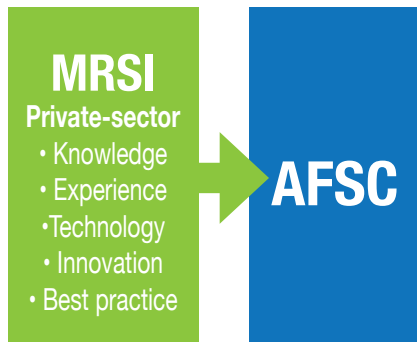 MRSI
Private-sector
• Knowledge
• Experience
•Technology
• Innovation
• Best practice
AFSC